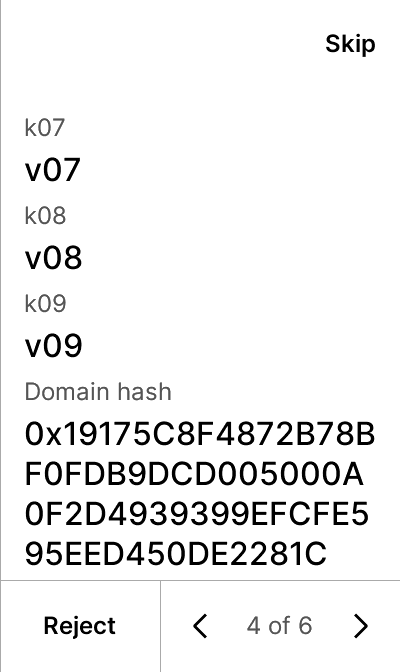 Skip
k07
v07
k08
v08
k09
v09
Domain hash
0x19175C8F4872B78B
F0FDB9DCD005000A
0F2D4939399EFCFE5
95EED450DE2281C
Reject
4 of 6